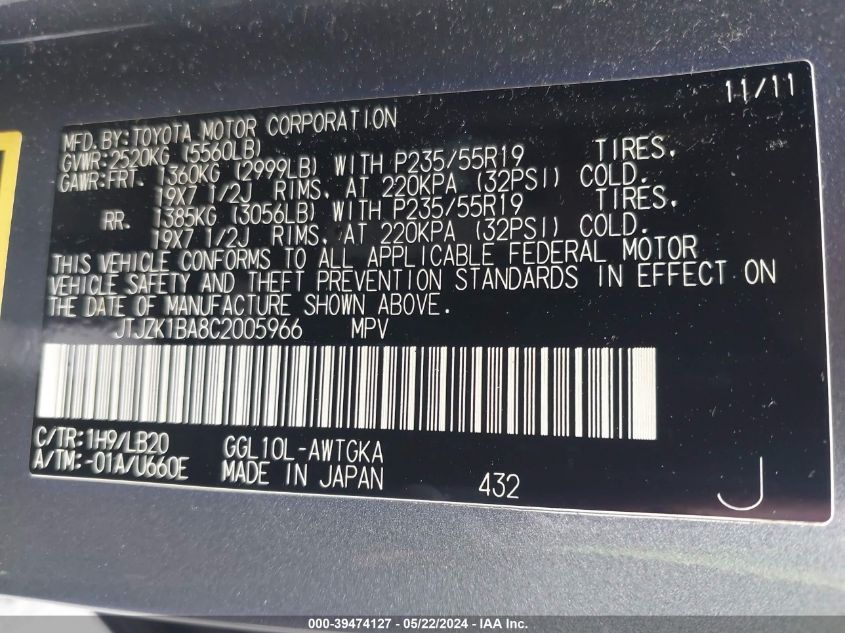 11/11
MFD. BY: TOYOTA MOTOR CORPORATION
GVWR: 2520KG (5560LB)
GAWR: FRT. 1360KG (2999LB) WITH P235/55R19 TIRES,
19X7 1/2J RIMS, AT 220KPA (32PSI) COLD.
RR. 1385KG (3056LB) WITH P235/55R19 TIRES,
19X7 1/2J RIMS, AT 220KPA (32PSI) COLD.
THIS VEHICLE CONFORMS TO ALL APPLICABLE FEDERAL MOTOR
VEHICLE SAFETY AND THEFT PREVENTION STANDARDS IN EFFECT ON
THE DATE OF MANUFACTURE SHOWN ABOVE.
JTJZK1BA8C2005966 MPV
C/TR: 1H9/LB20 GGL10L-AWTGKA
A/TM: -01A/U660E MADE IN JAPAN 432 J
000-39474127 - 05/22/2024 - IAA Inc.